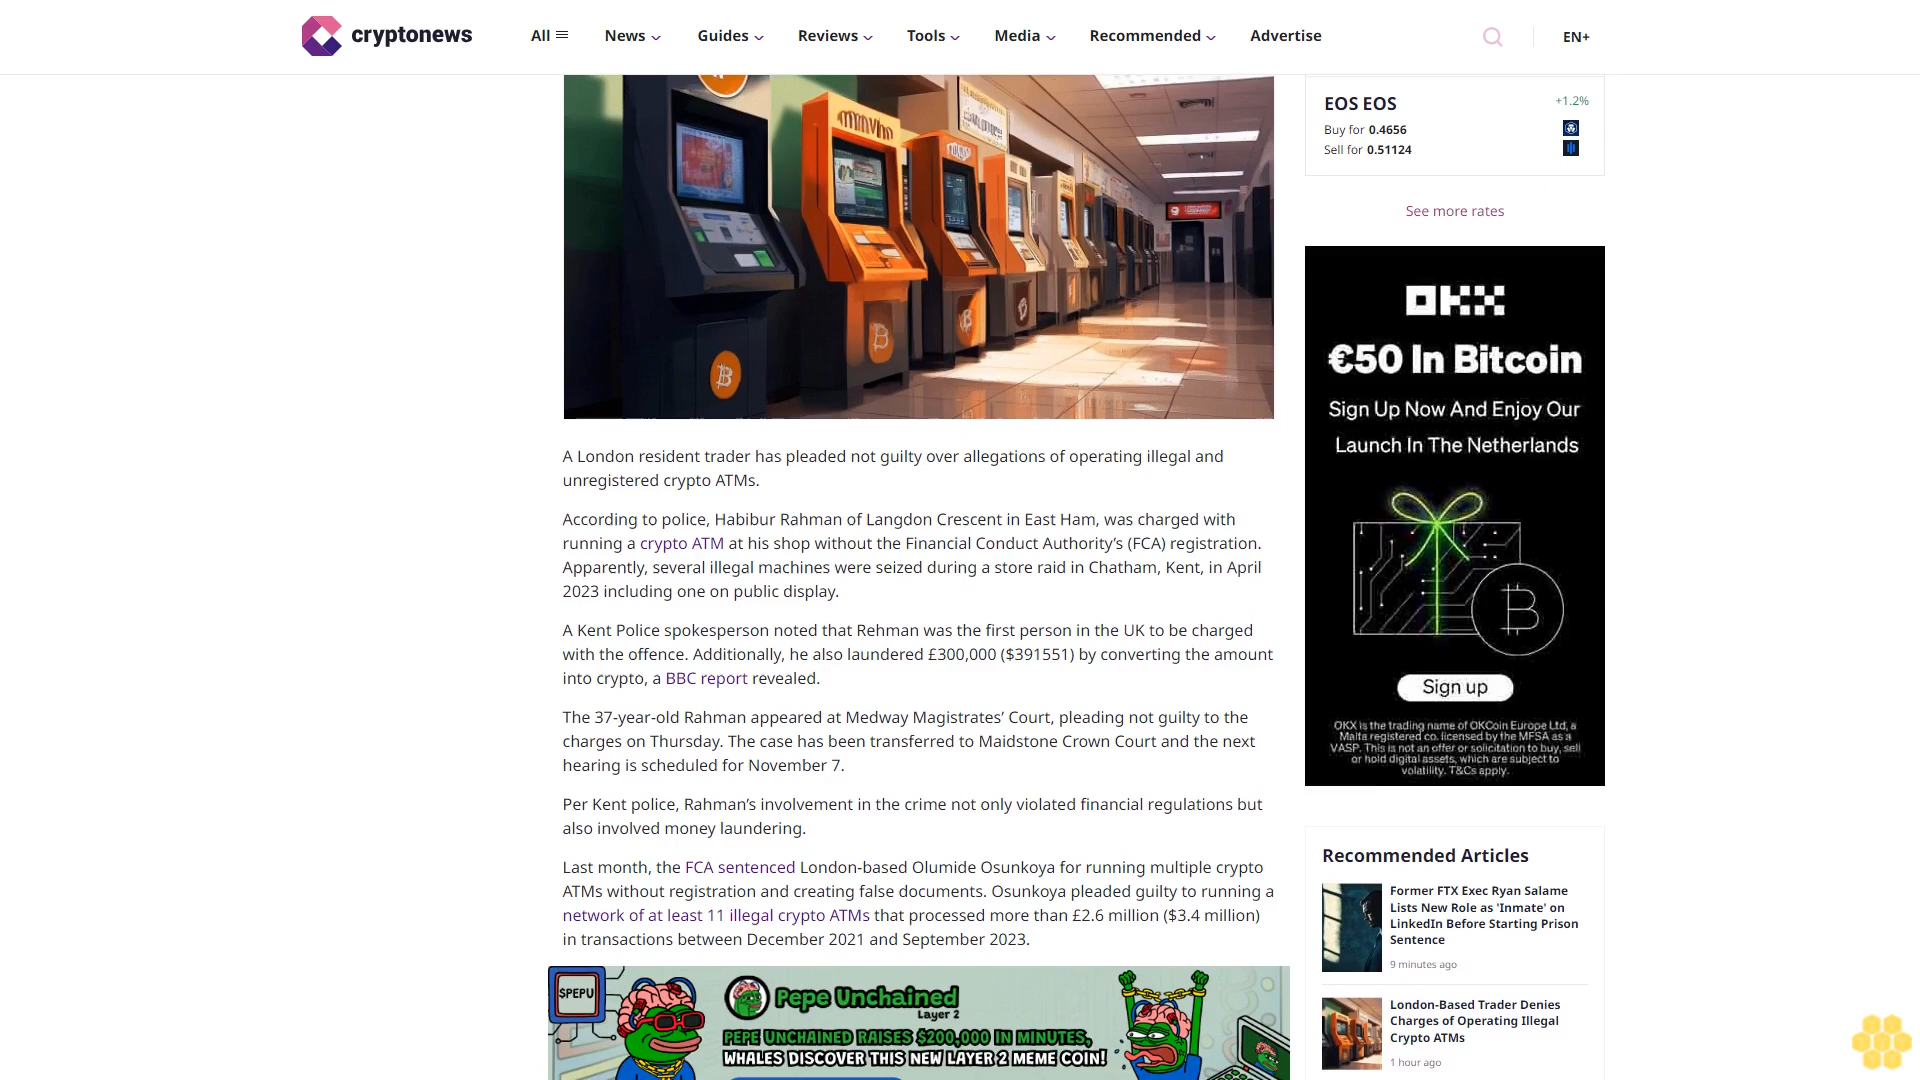 cryptonews
All
News
Guides
Reviews
Tools
Media
Recommended
Advertise
EN+
A London resident trader has pleaded not guilty over allegations of operating illegal and
unregistered crypto ATMs.
According to police, Habibur Rahman of Langdon Crescent in East Ham, was charged with
running a crypto ATM at his shop without the Financial Conduct Authority’s (FCA) registration.
Apparently, several illegal machines were seized during a store raid in Chatham, Kent, in April
2023 including one on public display.
A Kent Police spokesperson noted that Rehman was the first person in the UK to be charged
with the offence. Additionally, he also laundered £300,000 ($391551) by converting the amount
into crypto, a BBC report revealed.
The 37-year-old Rahman appeared at Medway Magistrates’ Court, pleading not guilty to the
charges on Thursday. The case has been transferred to Maidstone Crown Court and the next
hearing is scheduled for November 7.
Per Kent police, Rahman’s involvement in the crime not only violated financial regulations but
also involved money laundering.
Last month, the FCA sentenced London-based Olumide Osunkoya for running multiple crypto
ATMs without registration and creating false documents. Osunkoya pleaded guilty to running a
network of at least 11 illegal crypto ATMs that processed more than £2.6 million ($3.4 million)
in transactions between December 2021 and September 2023.
$PEPU
Pepe Unchained
Layer 2
PEPE UNCHAINED RAISES $200,000 IN MINUTES,
WHALES DISCOVER THIS NEW LAYER 2 MEME COIN!
EOS EOS
+1.2%
Buy for 0.4656
Sell for 0.51124
See more rates
OKX
€50 In Bitcoin
Sign Up Now And Enjoy Our
Launch In The Netherlands
Sign up
OKX is the trading name of OKCoin Europe Ltd, a
Malta registered co. licensed by the MFSA as a
VASP. This is not an offer or solicitation to buy, sell
or hold digital assets, which are subject to
volatility. T&Cs apply.
Recommended Articles
Former FTX Exec Ryan Salame
Lists New Role as 'Inmate' on
LinkedIn Before Starting Prison
Sentence
9 minutes ago
London-Based Trader Denies
Charges of Operating Illegal
Crypto ATMs
1 hour ago